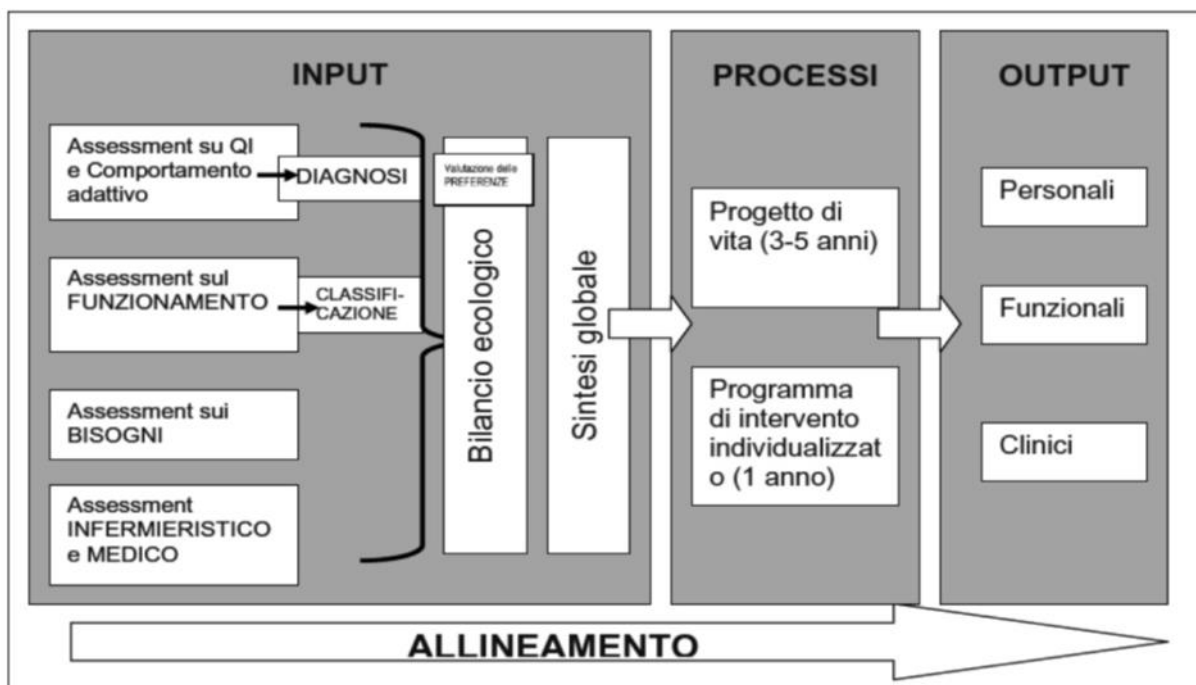 INPUT
Assessment su QI
e Comportamento
adattivo
DIAGNOSI
Assessment sul
FUNZIONAMENTO
CLASSIFI-
CAZIONE
Assessment sui
BISOGNI
Assessment
INFERMIERISTICO
e MEDICO
Valutazione delle
PREFERENZE
Bilancio ecologico
Sintesi globale
PROCESSI
Progetto di
vita (3-5 anni)
Programma
di intervento
individualizzat
o (1 anno)
OUTPUT
Personali
Funzionali
Clinici
ALLINEAMENTO